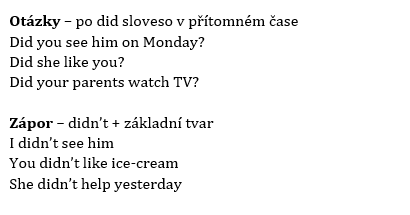 Otázky – po did sloveso v přítomném čase
Did you see him on Monday?
Did she like you?
Did your parents watch TV?
Zápor – didn't + základní tvar
I didn't see him
You didn't like ice-cream
She didn't help yesterday